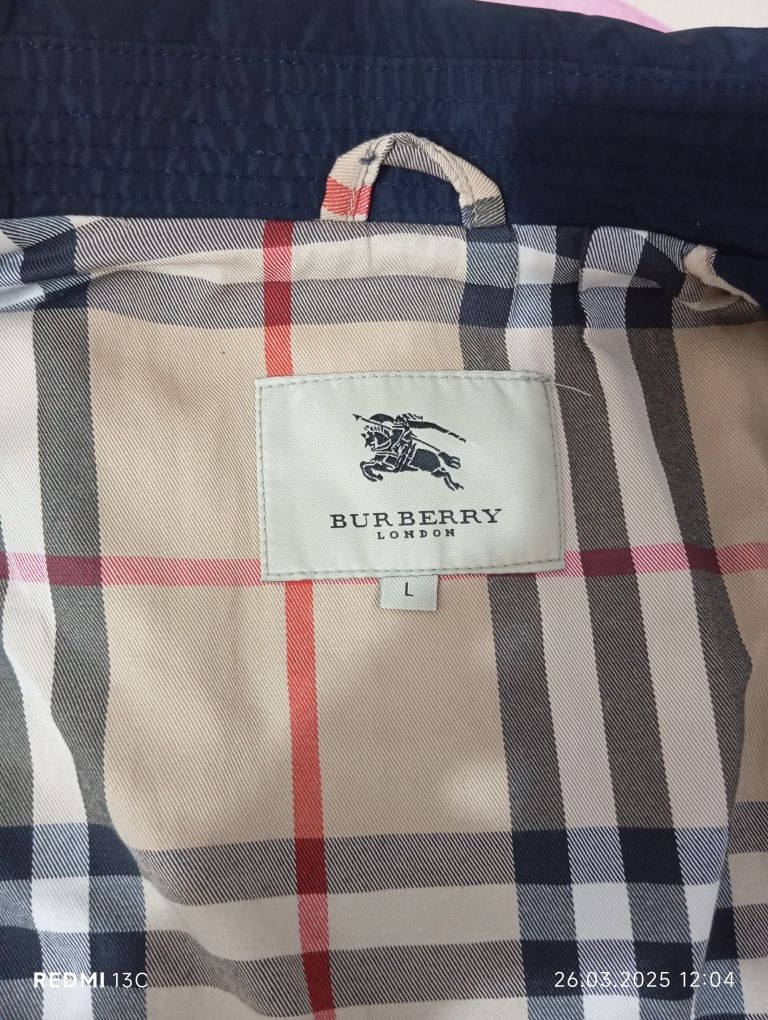 BURBERRY
LONDON
L
REDMI 13C
26.03.2025 12:04